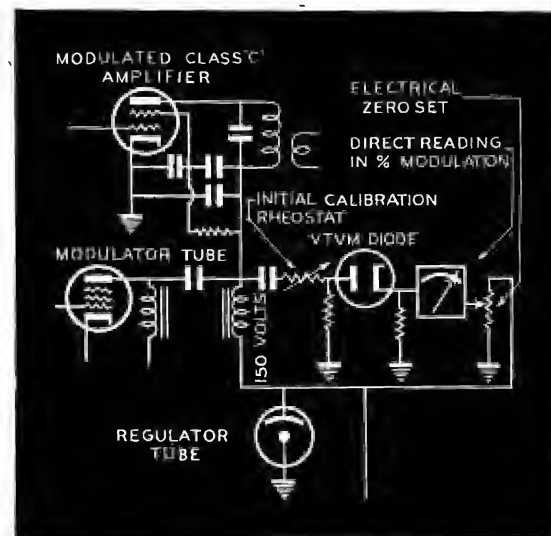 MODULATED CLASS "C"
AMPLIFIER
ELECTRICAL
ZERO SET
DIRECT READING
IN % MODULATION
INITIAL CALIBRATION
RHEOSTAT
VTVM DIODE
MODULATOR TUBE
150 VOLTS
REGULATOR
TUBE